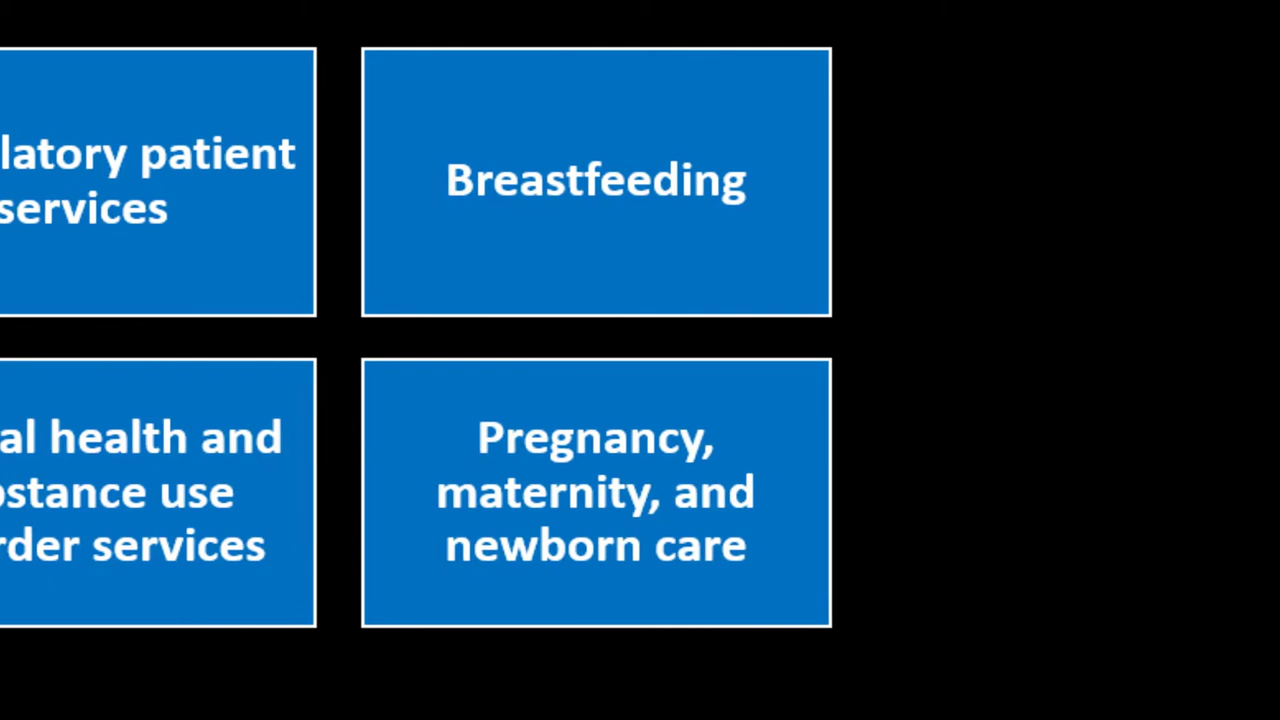 latory patient
services
Breastfeeding
al health and
stance use
rder services
Pregnancy,
maternity, and
newborn care